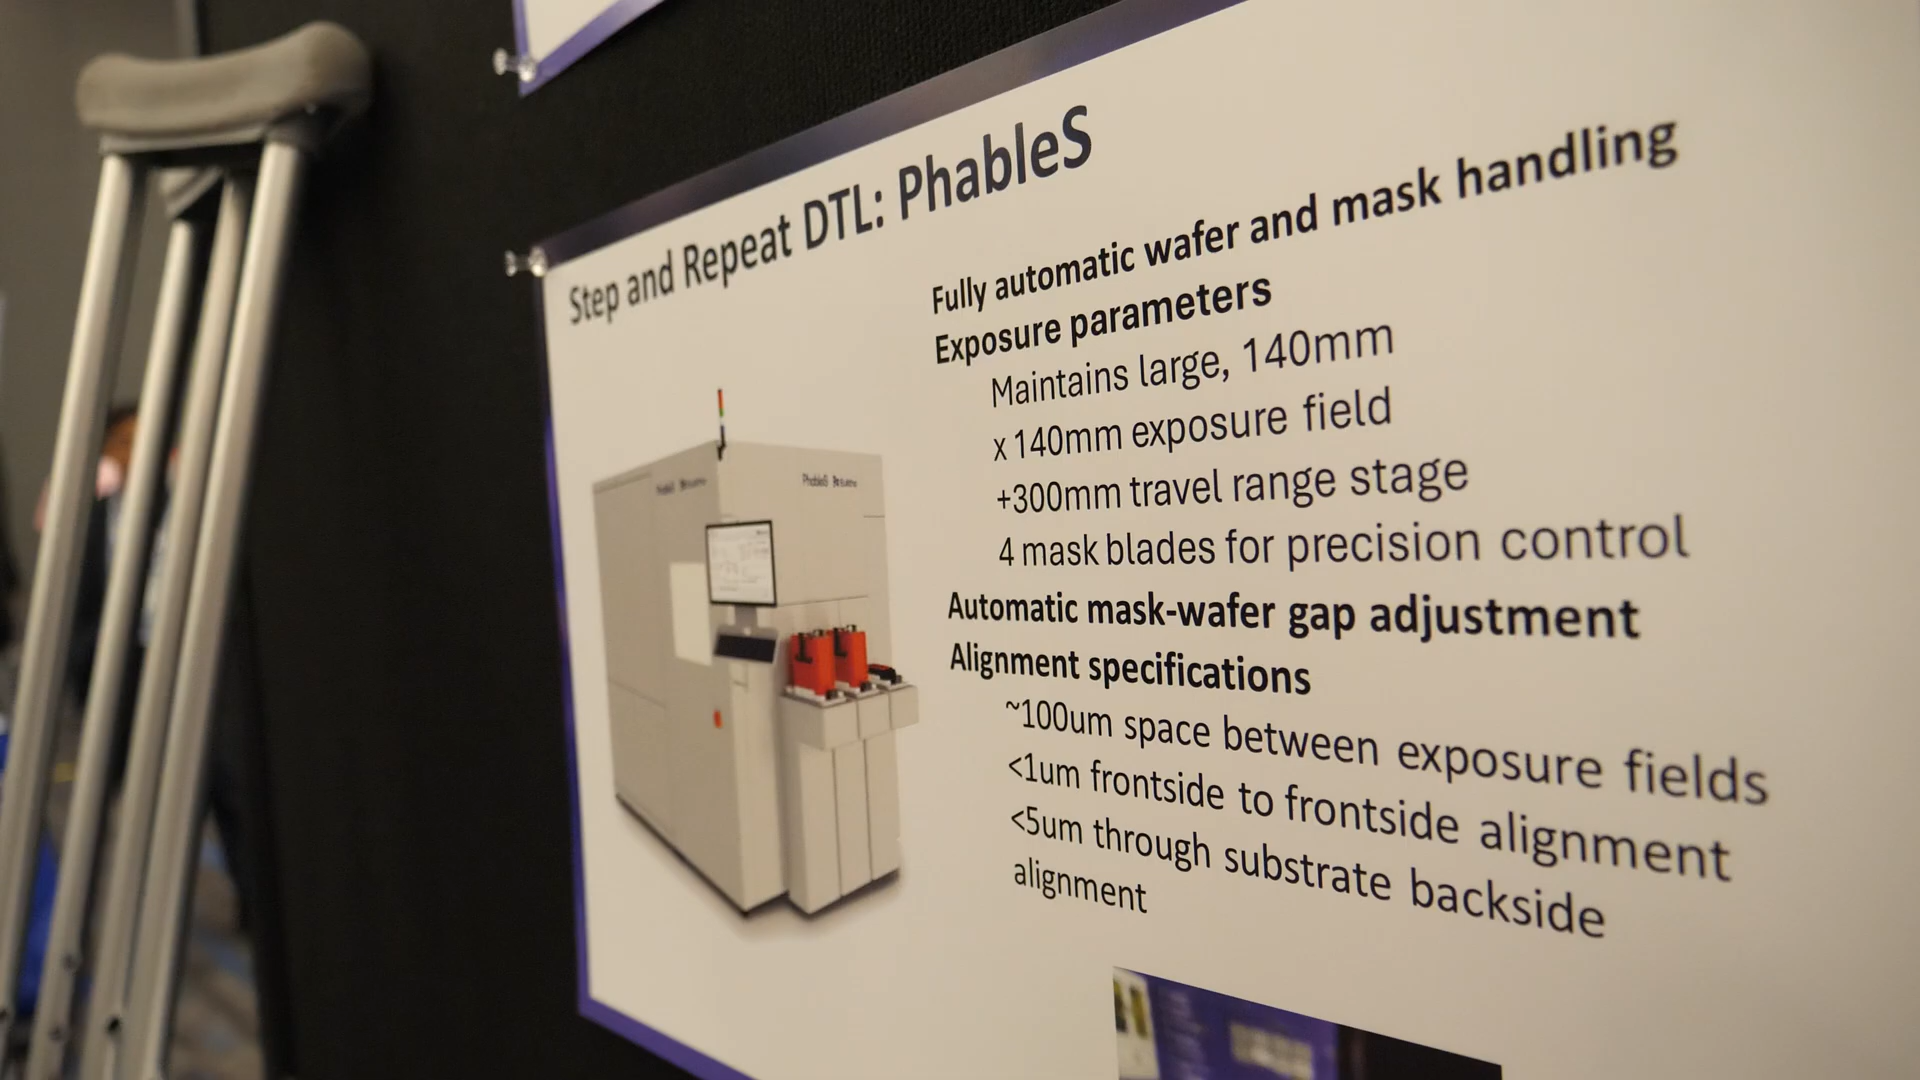 Step and Repeat DTL: PhableS
Fully automatic wafer and mask handling
Exposure parameters
Maintains large, 140mm
x 140mm exposure field
+300mm travel range stage
4 mask blades for precision control
Automatic mask-wafer gap adjustment
Alignment specifications
~100um space between exposure fields
<1um frontside to frontside alignment
<5um through substrate backside
alignment
PhableS